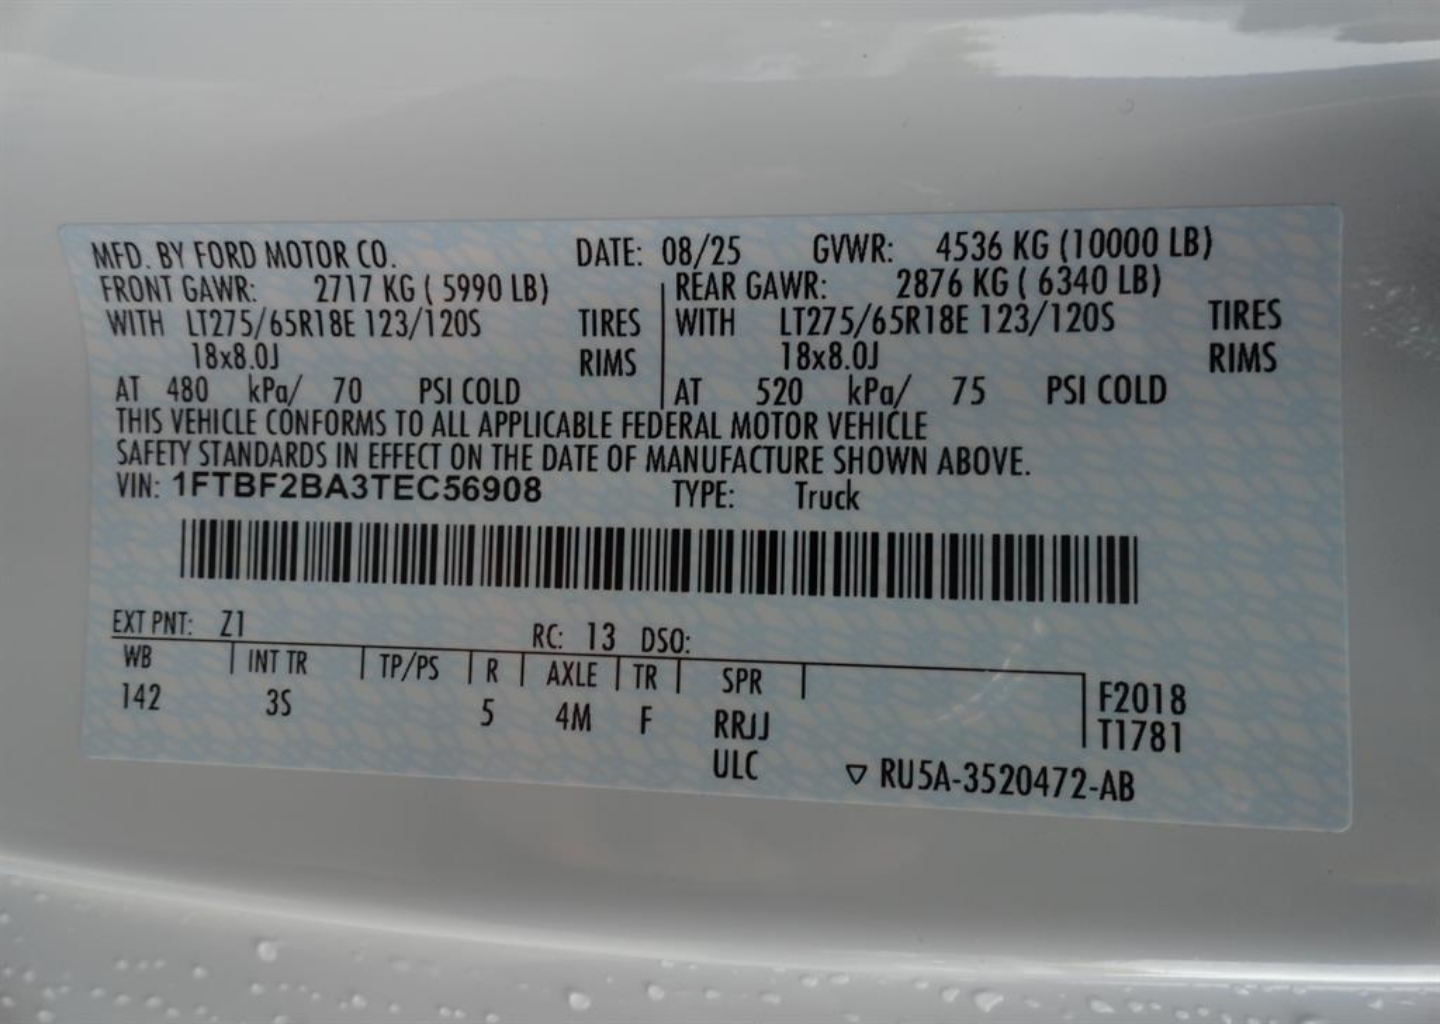 MFD. BY FORD MOTOR CO. DATE: 08/25 GVWR: 4536 KG (10000 LB)
FRONT GAWR: 2717 KG ( 5990 LB) REAR GAWR: 2876 KG ( 6340 LB)
WITH LT275/65R18E 123/120S TIRES WITH LT275/65R18E 123/120S TIRES
18x8.0J RIMS 18x8.0J RIMS
AT 480 kPa/ 70 PSI COLD AT 520 kPa/ 75 PSI COLD
THIS VEHICLE CONFORMS TO ALL APPLICABLE FEDERAL MOTOR VEHICLE
SAFETY STANDARDS IN EFFECT ON THE DATE OF MANUFACTURE SHOWN ABOVE.
VIN: 1FTBF2BA3TEC56908 TYPE: Truck
EXT PNT: Z1 RC: 13 DSO:
WB INT TR TP/PS R AXLE TR SPR
142 3S 5 4M F RRJJ F2018
T1781
ULC ▽ RU5A-3520472-AB